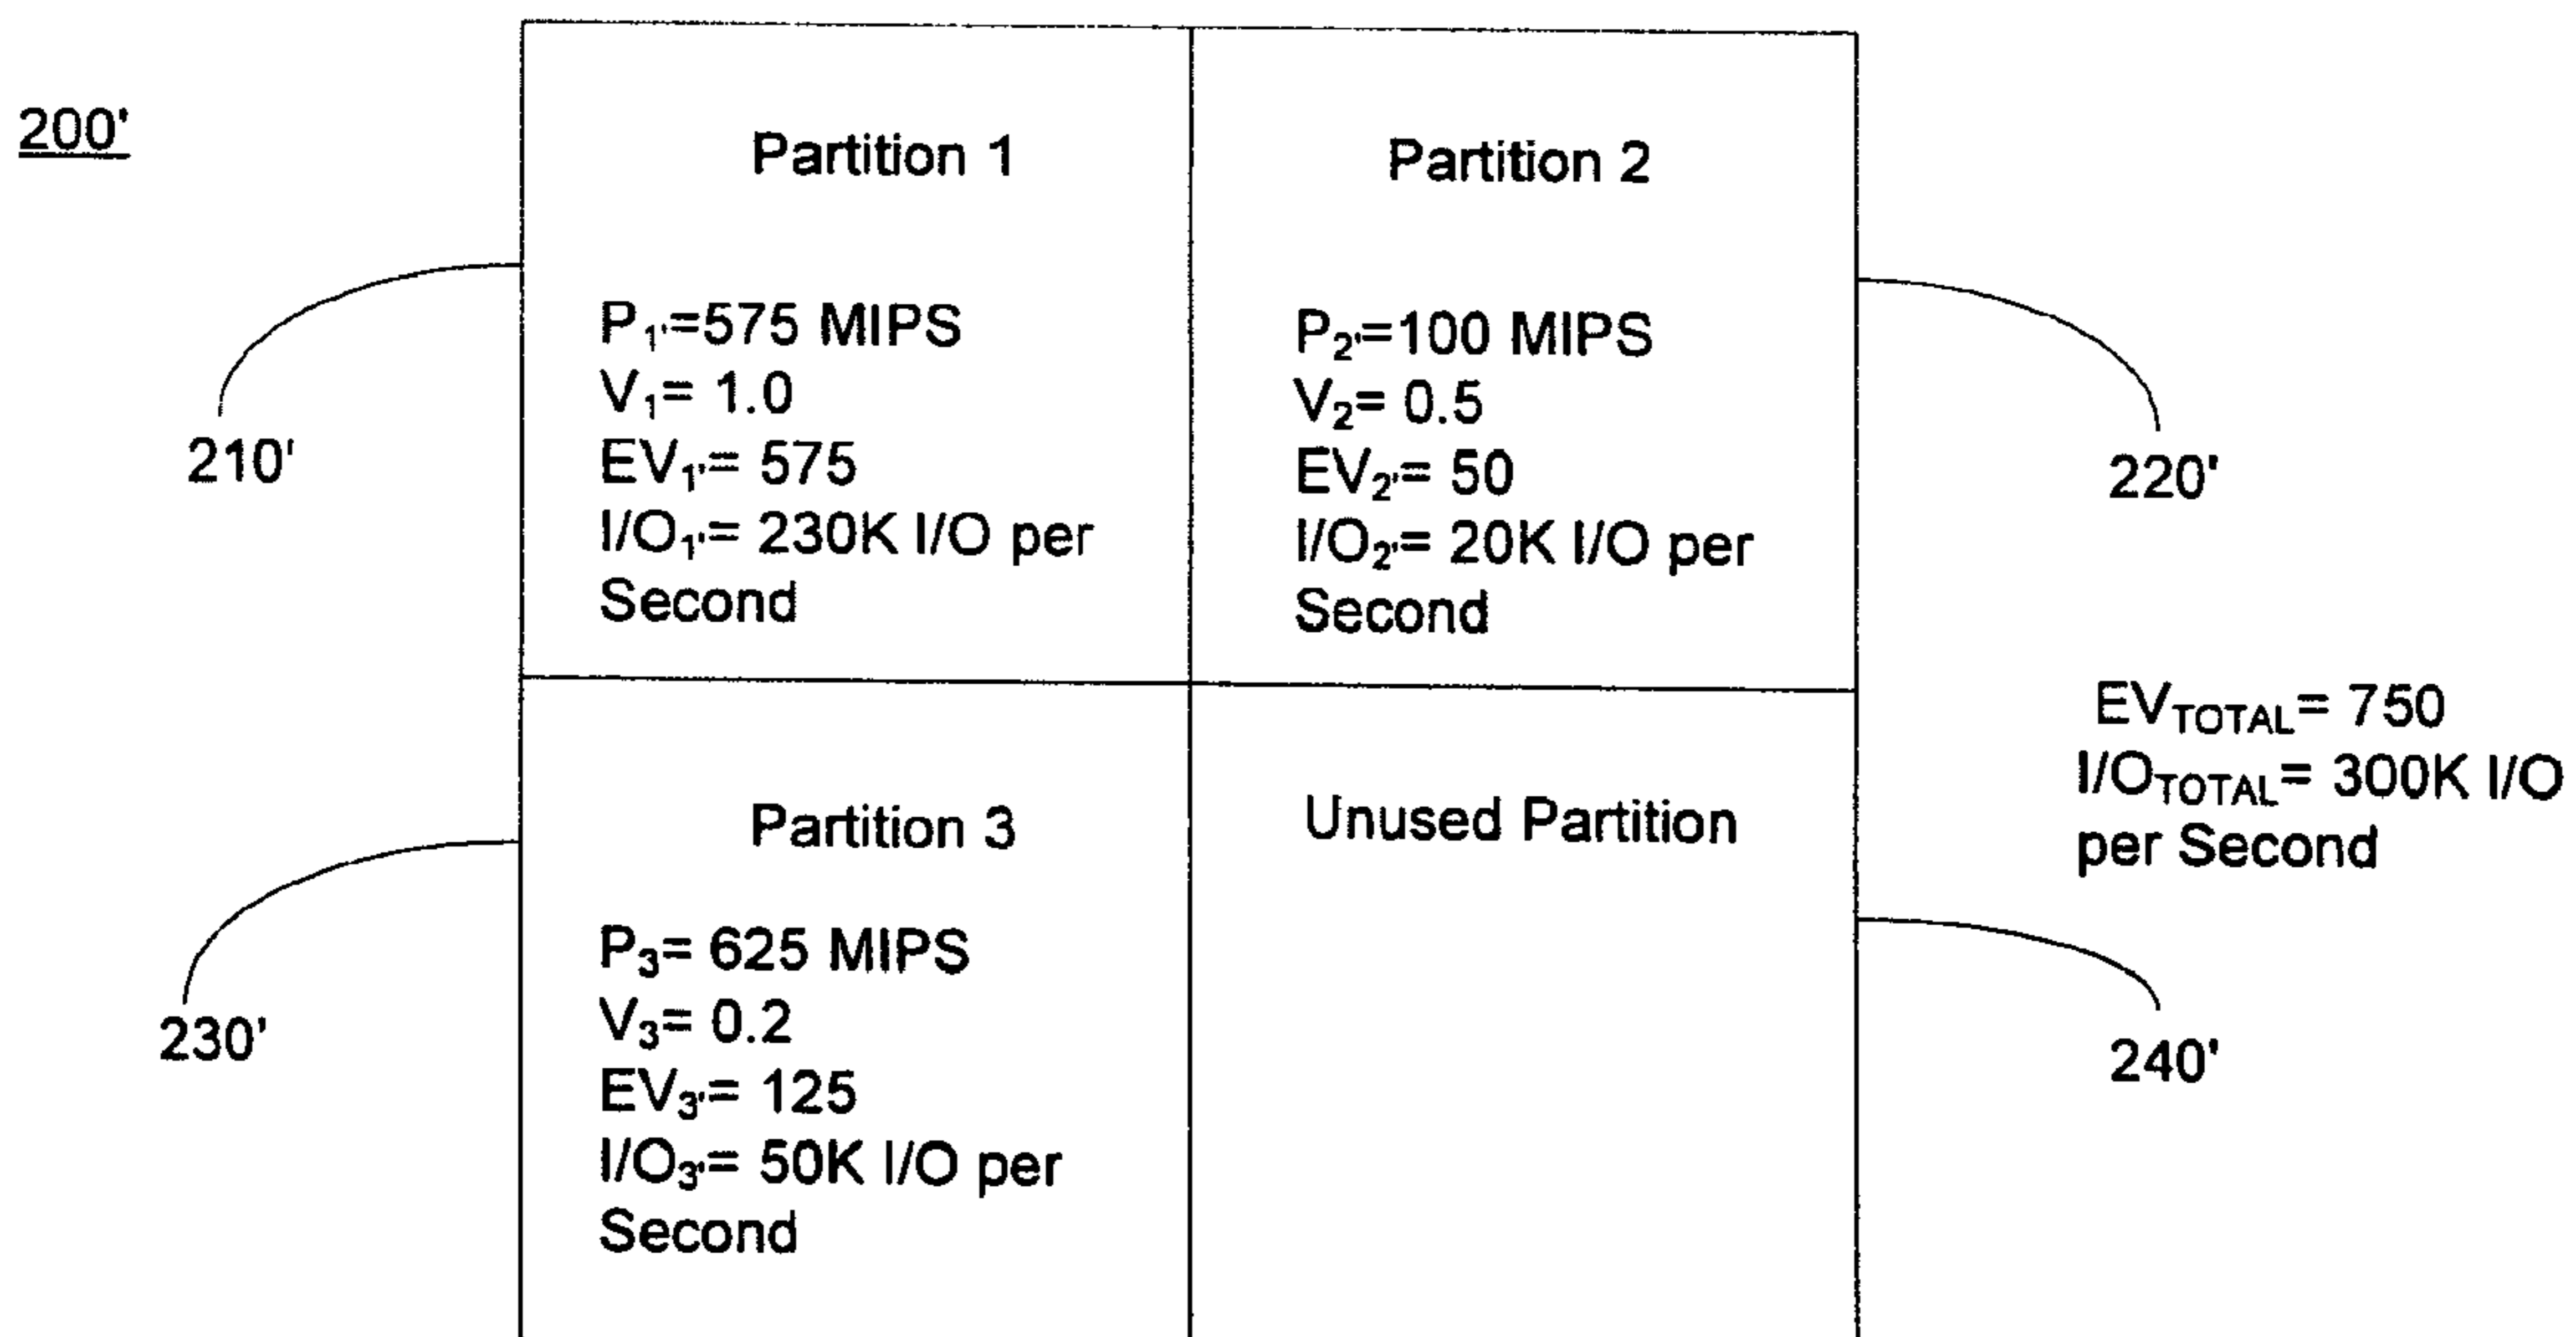 200'
Partition 1
P₁'=575 MIPS
V₁= 1.0
EV₁'= 575
I/O₁'= 230K I/O per
Second
210'
Partition 2
P₂'=100 MIPS
V₂= 0.5
EV₂'= 50
I/O₂'= 20K I/O per
Second
220'
Partition 3
P₃= 625 MIPS
V₃= 0.2
EV₃'= 125
I/O₃'= 50K I/O per
Second
230'
Unused Partition
240'
EV_TOTAL= 750
I/O_TOTAL= 300K I/O
per Second